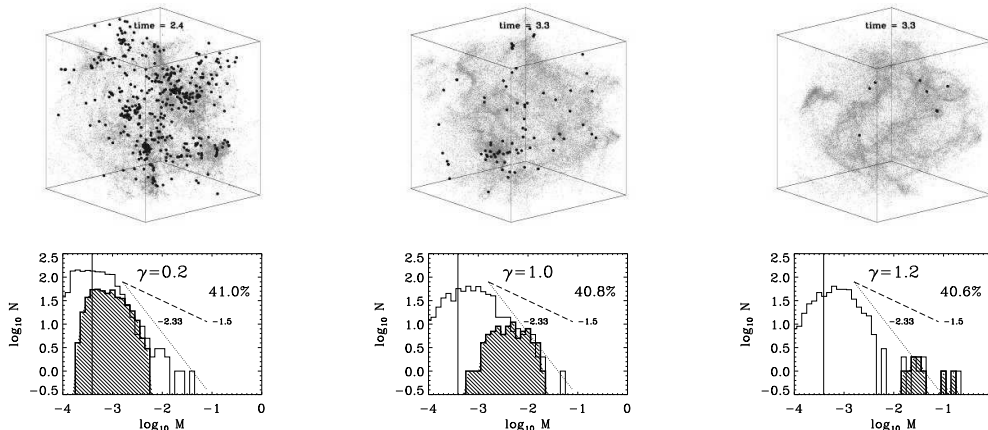 time = 2.4
time = 3.3
time = 3.3
2.5
2.0
1.5
1.0
0.5
0.0
−0.5
log₁₀ N
γ=0.2
41.0%
−2.33
−1.5
−4 −3 −2 −1 0
log₁₀ M
2.5
2.0
1.5
1.0
0.5
0.0
−0.5
log₁₀ N
γ=1.0
40.8%
−2.33
−1.5
−4 −3 −2 −1 0
log₁₀ M
2.5
2.0
1.5
1.0
0.5
0.0
−0.5
log₁₀ N
γ=1.2
40.6%
−2.33
−1.5
−4 −3 −2 −1
log₁₀ M